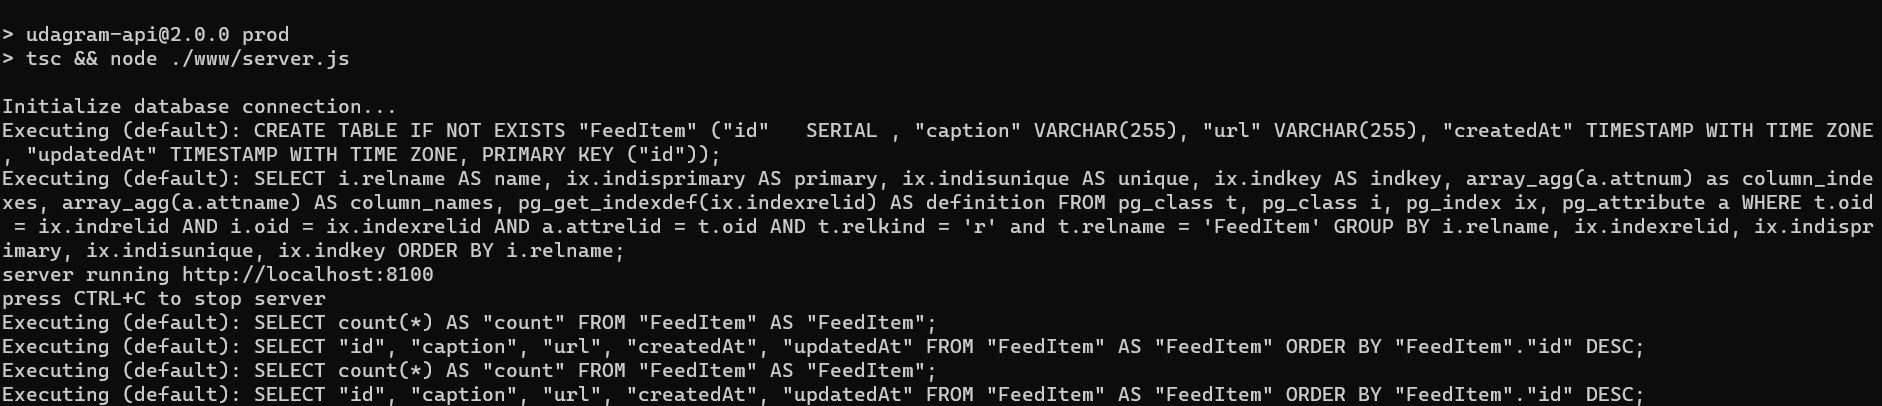 > udagram-api@2.0.0 prod
> tsc && node ./www/server.js
Initialize database connection...
Executing (default): CREATE TABLE IF NOT EXISTS "FeedItem" ("id"   SERIAL , "caption" VARCHAR(255), "url" VARCHAR(255), "createdAt" TIMESTAMP WITH TIME ZONE
, "updatedAt" TIMESTAMP WITH TIME ZONE, PRIMARY KEY ("id"));
Executing (default): SELECT i.relname AS name, ix.indisprimary AS primary, ix.indisunique AS unique, ix.indkey AS indkey, array_agg(a.attnum) as column_inde
xes, array_agg(a.attname) AS column_names, pg_get_indexdef(ix.indexrelid) AS definition FROM pg_class t, pg_class i, pg_index ix, pg_attribute a WHERE t.oid
 = ix.indrelid AND i.oid = ix.indexrelid AND a.attrelid = t.oid AND t.relkind = 'r' and t.relname = 'FeedItem' GROUP BY i.relname, ix.indexrelid, ix.indispr
imary, ix.indisunique, ix.indkey ORDER BY i.relname;
server running http://localhost:8100
press CTRL+C to stop server
Executing (default): SELECT count(*) AS "count" FROM "FeedItem" AS "FeedItem";
Executing (default): SELECT "id", "caption", "url", "createdAt", "updatedAt" FROM "FeedItem" AS "FeedItem" ORDER BY "FeedItem"."id" DESC;
Executing (default): SELECT count(*) AS "count" FROM "FeedItem" AS "FeedItem";
Executing (default): SELECT "id", "caption", "url", "createdAt", "updatedAt" FROM "FeedItem" AS "FeedItem" ORDER BY "FeedItem"."id" DESC;